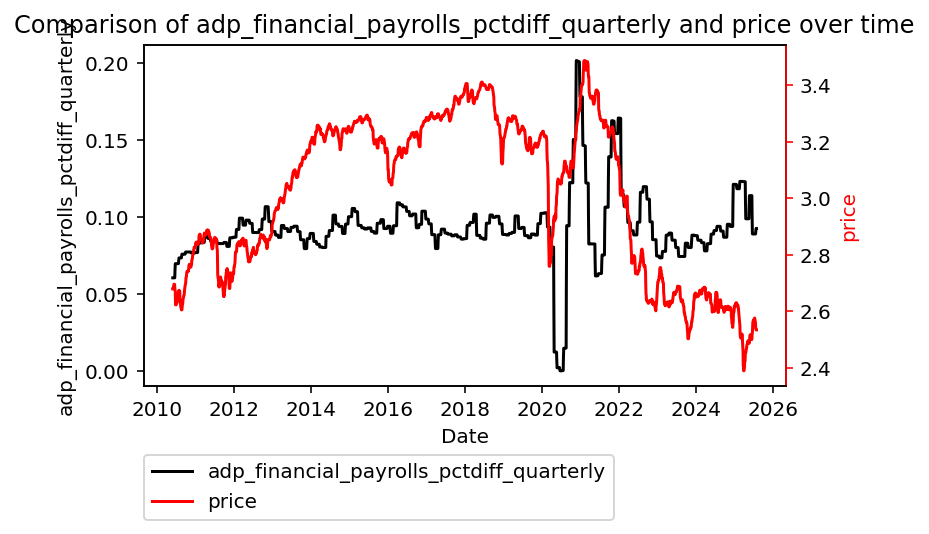 Comparison of adp_financial_payrolls_pctdiff_quarterly and price over time
adp_financial_payrolls_pctdiff_quarterly
0.20
0.15
0.10
0.05
0.00
3.4
3.2
3.0
2.8
2.6
2.4
price
2010 2012 2014 2016 2018 2020 2022 2024 2026
Date
adp_financial_payrolls_pctdiff_quarterly
price